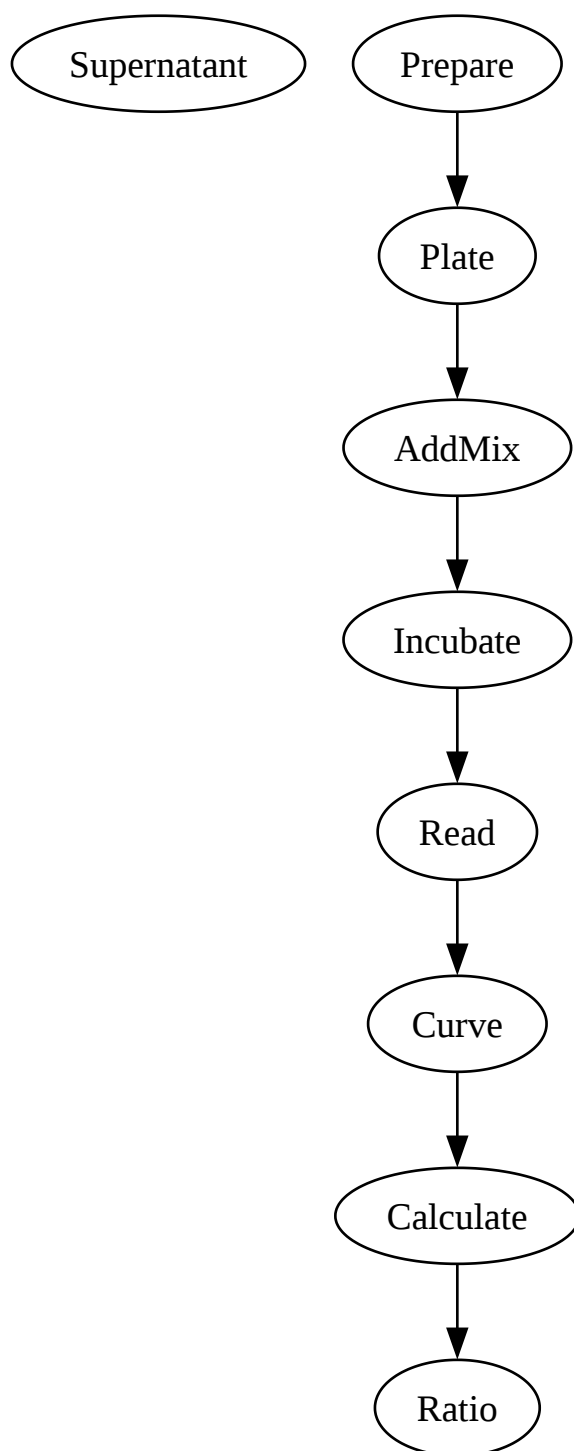 Supernatant
Prepare
Plate
AddMix
Incubate
Read
Curve
Calculate
Ratio